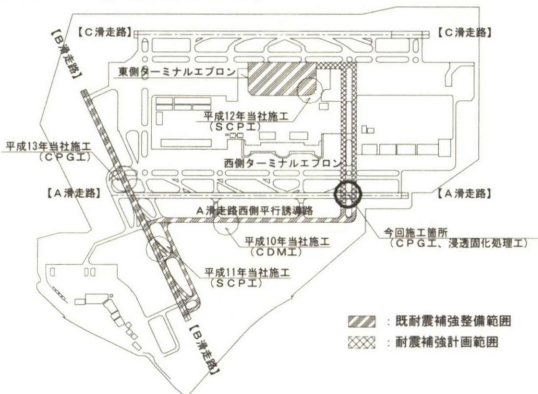 【C滑走路】
【C滑走路】
【B滑走路】
東側ターミナルエプロン
平成12年当社施工
(SCP工)
平成13年当社施工
(CPG工)
西側ターミナルエプロン
【A滑走路】
【A滑走路】
A滑走路西側平行誘導路
今回施工箇所
(CPG工、浸透固化処理工)
平成10年当社施工
(CDM工)
平成11年当社施工
(SCP工)
【B滑走路】
:既耐震補強整備範囲
:耐震補強計画範囲